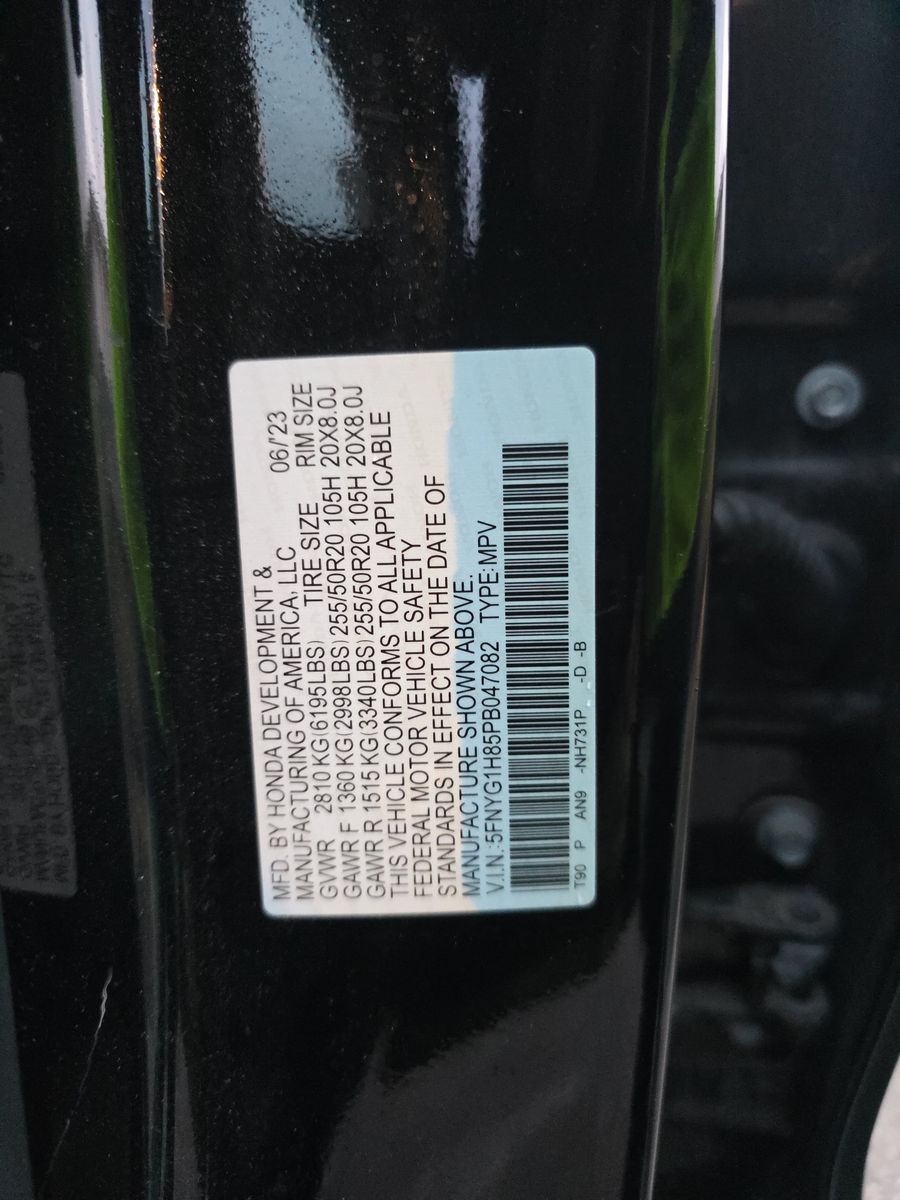 MFD. BY HONDA DEVELOPMENT &
MANUFACTURING OF AMERICA, LLC 06/'23
GVWR 2810 KG(6195LBS) TIRE SIZE RIM SIZE
GAWR F 1360 KG(2998LBS) 255/50R20 105H 20X8.0J
GAWR R 1515 KG(3340LBS) 255/50R20 105H 20X8.0J
THIS VEHICLE CONFORMS TO ALL APPLICABLE
FEDERAL MOTOR VEHICLE SAFETY
STANDARDS IN EFFECT ON THE DATE OF
MANUFACTURE SHOWN ABOVE.
V.I.N.:5FNYG1H85PB047082 TYPE:MPV
T90 P AN9 -NH731P -D -B